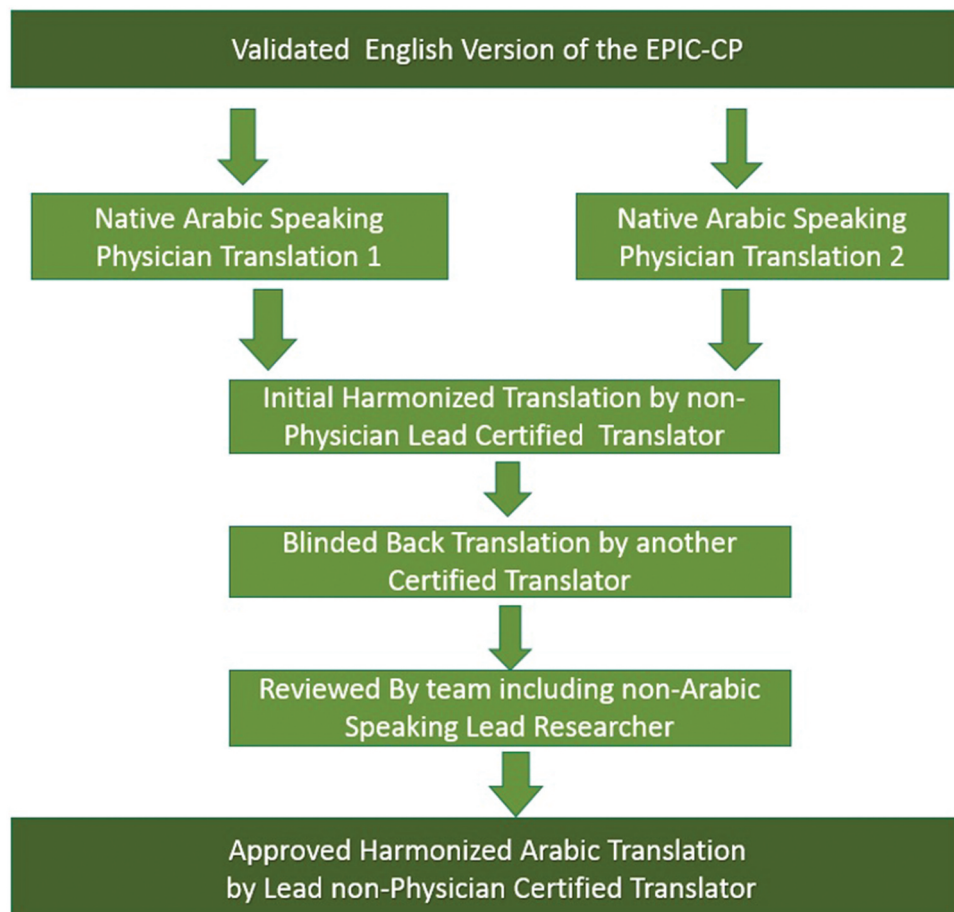 Validated  English Version of the EPIC-CP
Native Arabic Speaking
Physician Translation 1
Native Arabic Speaking
Physician Translation 2
Initial Harmonized Translation by non-
Physician Lead Certified  Translator
Blinded Back Translation by another
Certified Translator
Reviewed By team including non-Arabic
Speaking Lead Researcher
Approved Harmonized Arabic Translation
by Lead non-Physician Certified Translator